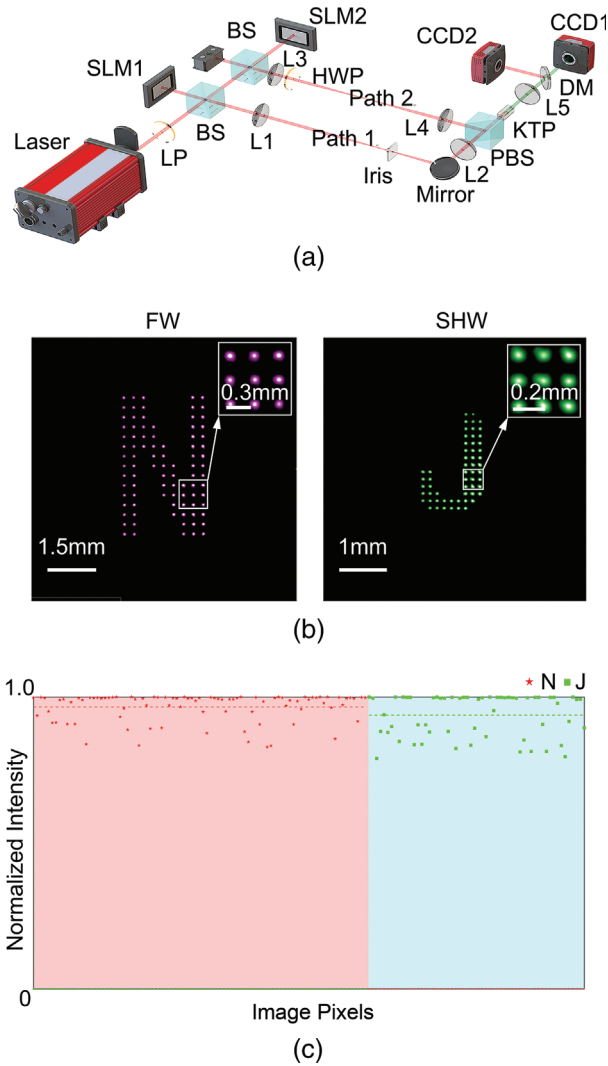 CCD1
CCD2
SLM2
BS
L3
SLM1
HWP
DM
L5
Path 2
KTP
Laser
BS
L4
L1
Path 1
PBS
LP
L2
Iris
Mirror
(a)
FW
SHW
0.3mm
0.2mm
1.5mm
1mm
(b)
1.0
N
J
Normalized Intensity
0
Image Pixels
(c)